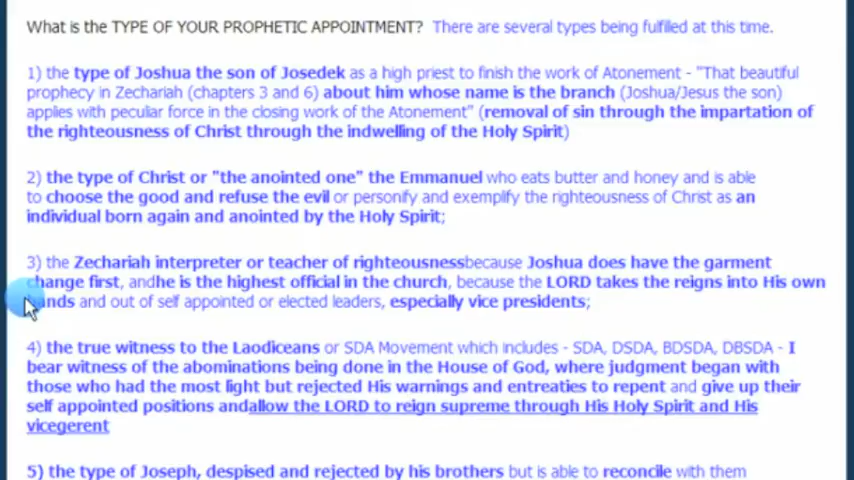 What is the TYPE OF YOUR PROPHETIC APPOINTMENT? There are several types being fulfilled at this time.
1) the type of Joshua the son of Josedek as a high priest to finish the work of Atonement - "That beautiful
prophecy in Zechariah (chapters 3 and 6) about him whose name is the branch (Joshua/Jesus the son)
applies with peculiar force in the closing work of the Atonement" (removal of sin through the impartation of
the righteousness of Christ through the indwelling of the Holy Spirit)
2) the type of Christ or "the anointed one" the Emmanuel who eats butter and honey and is able
to choose the good and refuse the evil or personify and exemplify the righteousness of Christ as an
individual born again and anointed by the Holy Spirit;
3) the Zechariah interpreter or teacher of righteousnessbecause Joshua does have the garment
change first, andhe is the highest official in the church, because the LORD takes the reigns into His own
hands and out of self appointed or elected leaders, especially vice presidents;
4) the true witness to the Laodiceans or SDA Movement which includes - SDA, DSDA, BDSDA, DBSDA - I
bear witness of the abominations being done in the House of God, where judgment began with
those who had the most light but rejected His warnings and entreaties to repent and give up their
self appointed positions andallow the LORD to reign supreme through His Holy Spirit and His
vicegerent
5) the type of Joseph, despised and rejected by his brothers but is able to reconcile with them